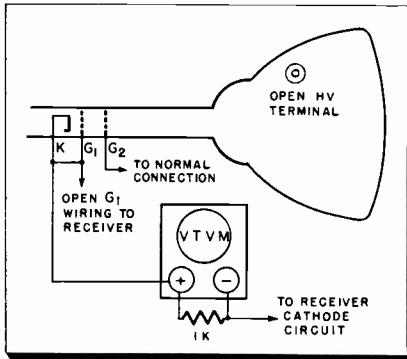 OPEN HV
TERMINAL
K G₁ G₂
TO NORMAL
CONNECTION
OPEN G₁
WIRING TO
RECEIVER
VTVM
+ −
1K
TO RECEIVER
CATHODE
CIRCUIT